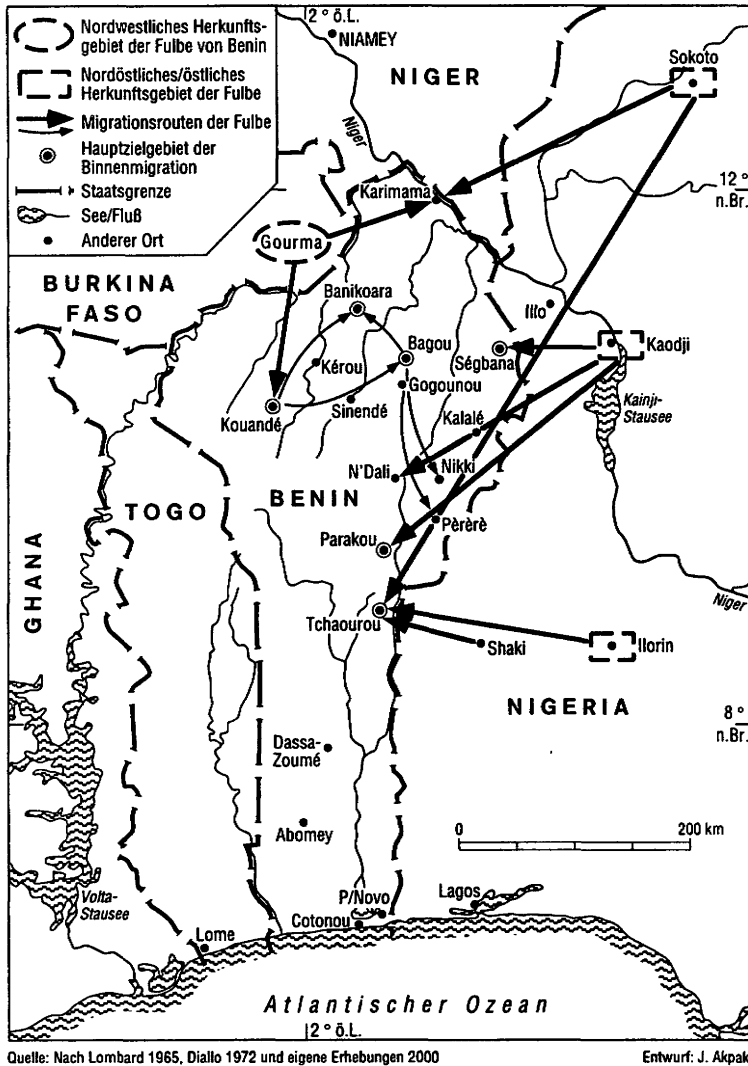 Nordwestliches Herkunfts-
gebiet der Fulbe von Benin
Nordöstliches/östliches
Herkunftsgebiet der Fulbe
Migrationsrouten der Fulbe
Hauptzielgebiet der
Binnenmigration
Staatsgrenze
See/Fluß
Anderer Ort
2° ö.L.
NIAMEY
NIGER
Sokoto
Niger
12°
n.Br.
Karimama
Gourma
BURKINA
FASO
Banikoara
Illo
Bagou
Ségbana
Kaodji
Kérou
Gogounou
Kainji-
Stausee
Kouandé
Sinendé
Kalalé
N'Dali
Nikki
TOGO
BENIN
Pèrèrè
Parakou
GHANA
Niger
Tchaourou
Shaki
Ilorin
NIGERIA
8°
n.Br.
Dassa-
Zoumé
0
200 km
Abomey
Volta-
Stausee
P/Novo
Lagos
Cotonou
Lome
Atlantischer Ozean
2° ö.L.
Quelle: Nach Lombard 1965, Diallo 1972 und eigene Erhebungen 2000
Entwurf: J. Akpak